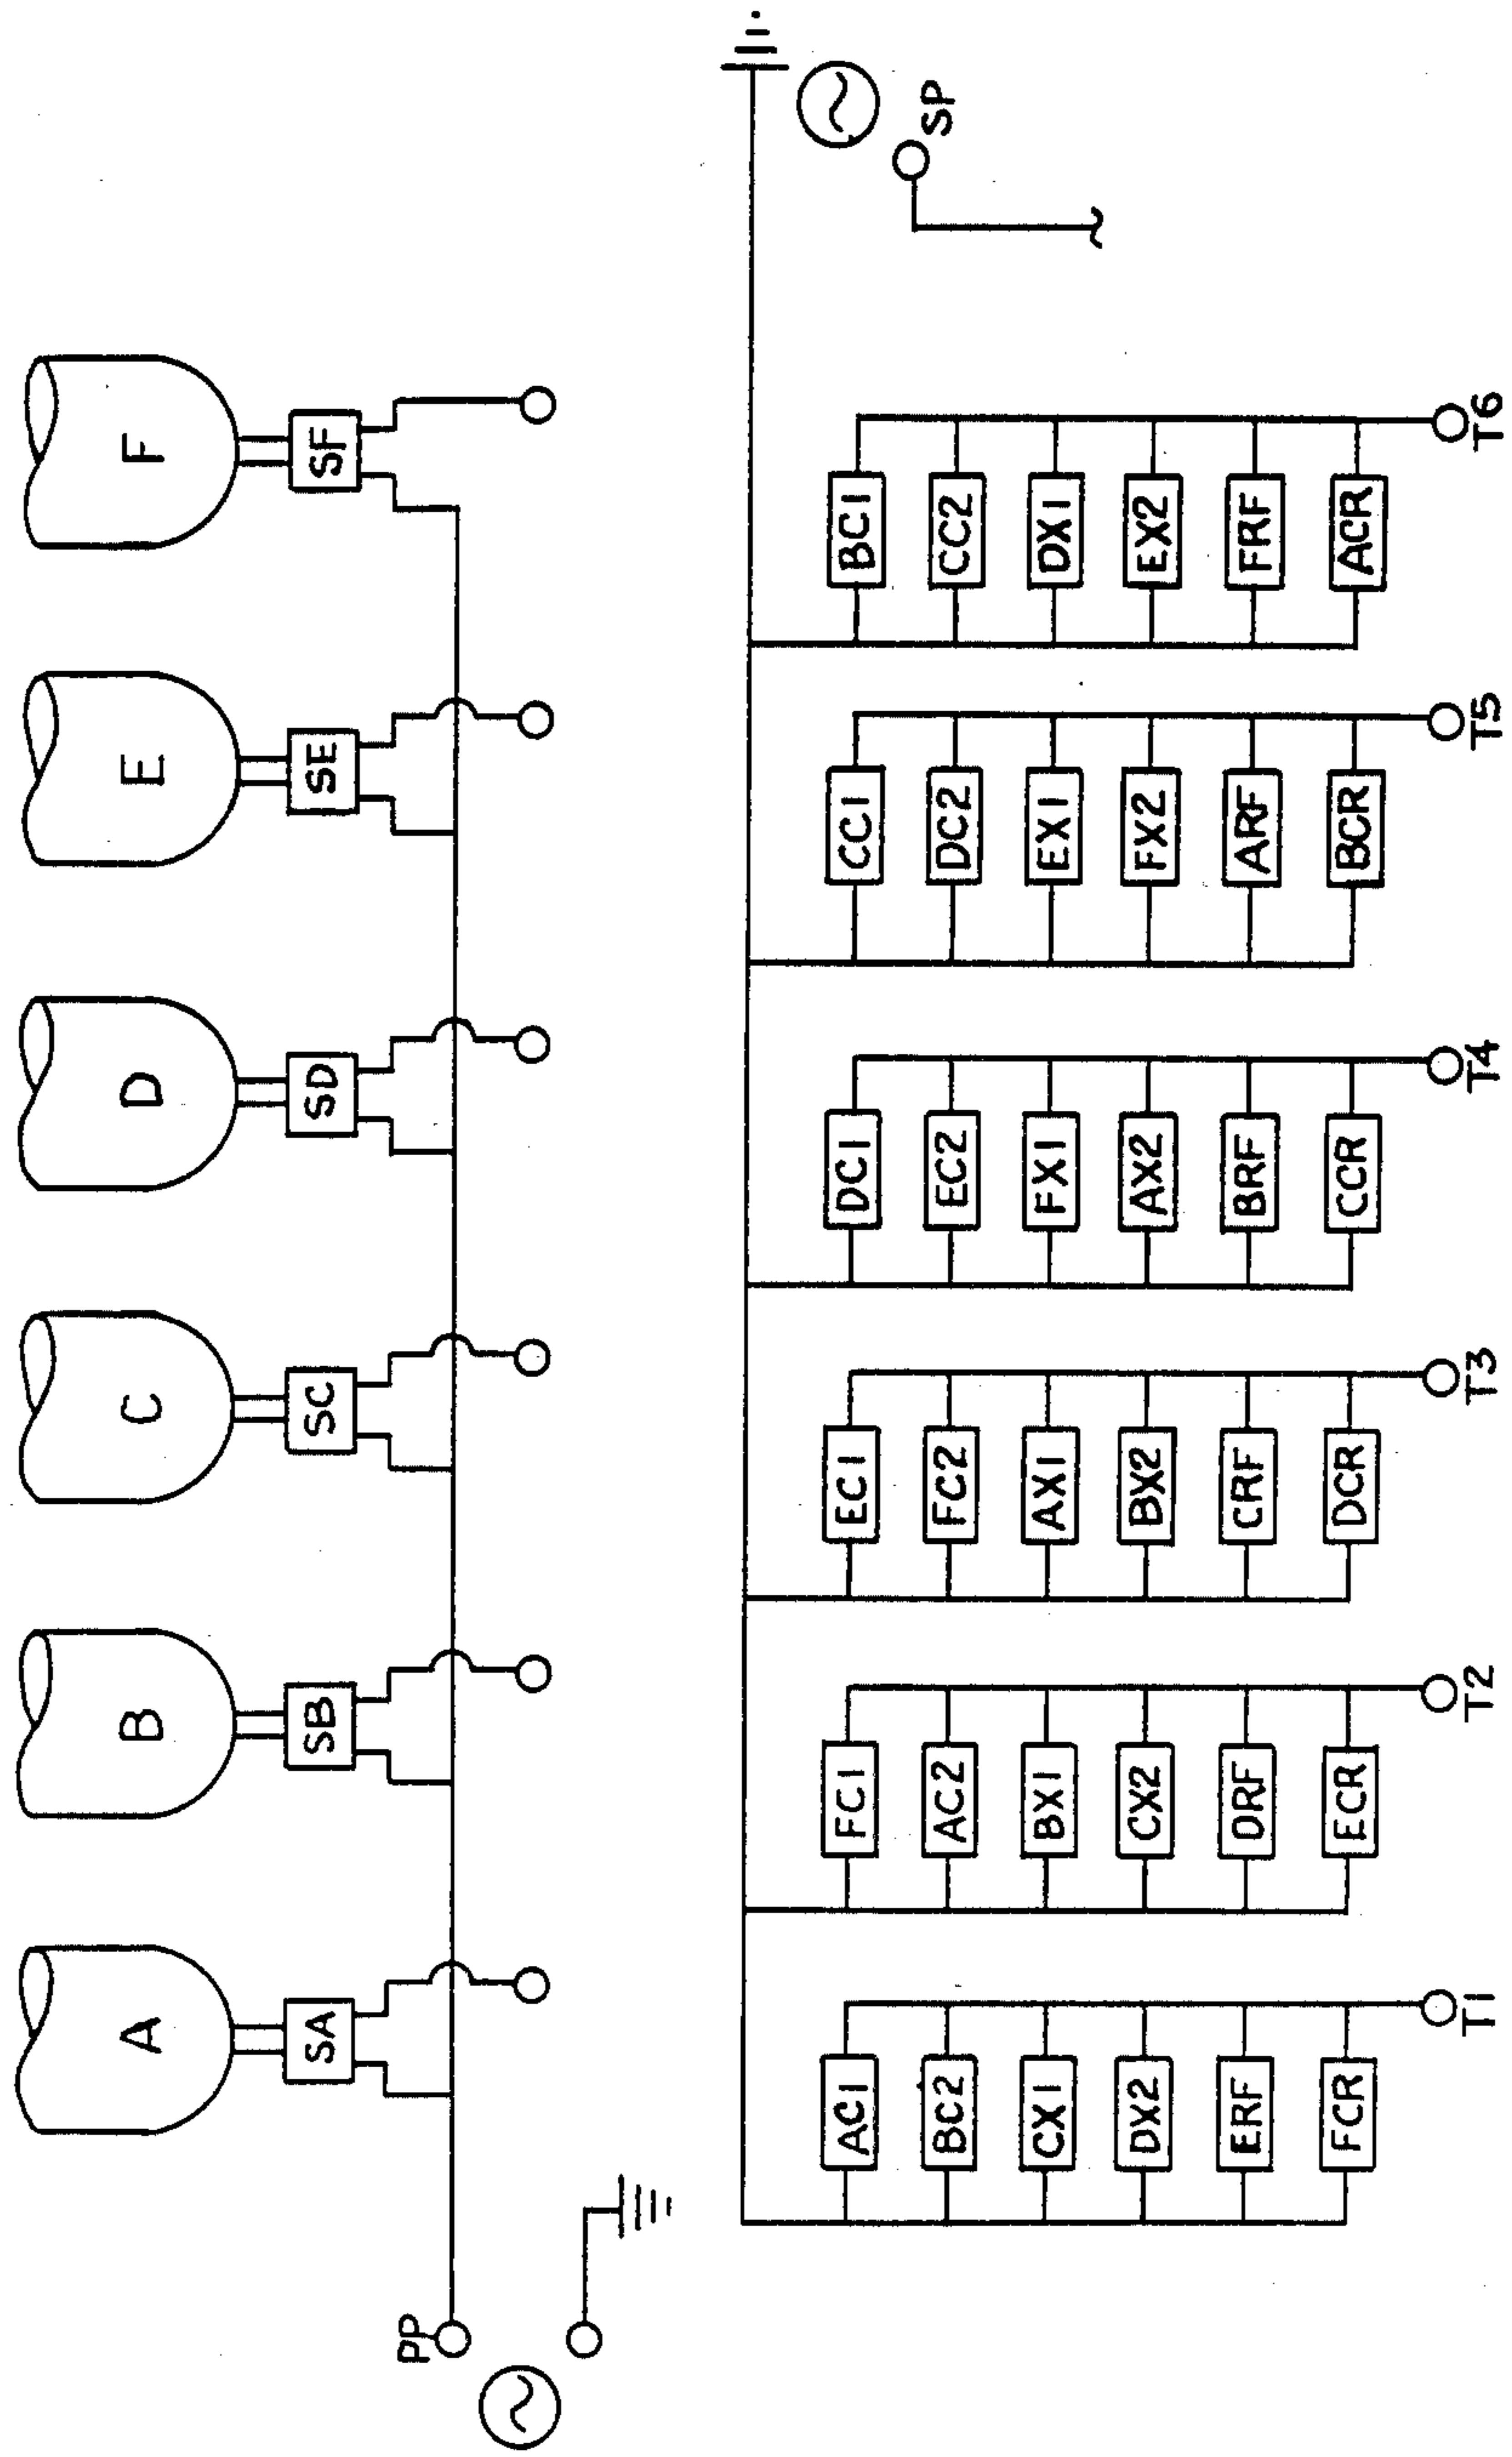 A B C D E F
SA SB SC SD SE SF
PP
AC1 FC1 EC1 DC1 CC1 BC1
SP
BC2 AC2 FC2 EC2 DC2 CC2
CX1 BX1 AX1 FX1 EX1 DX1
DX2 CX2 BX2 AX2 FX2 EX2
ERF DRF CRF BRF ARF FRF
FCR ECR DCR CCR BCR ACR
T1 T2 T3 T4 T5 T6